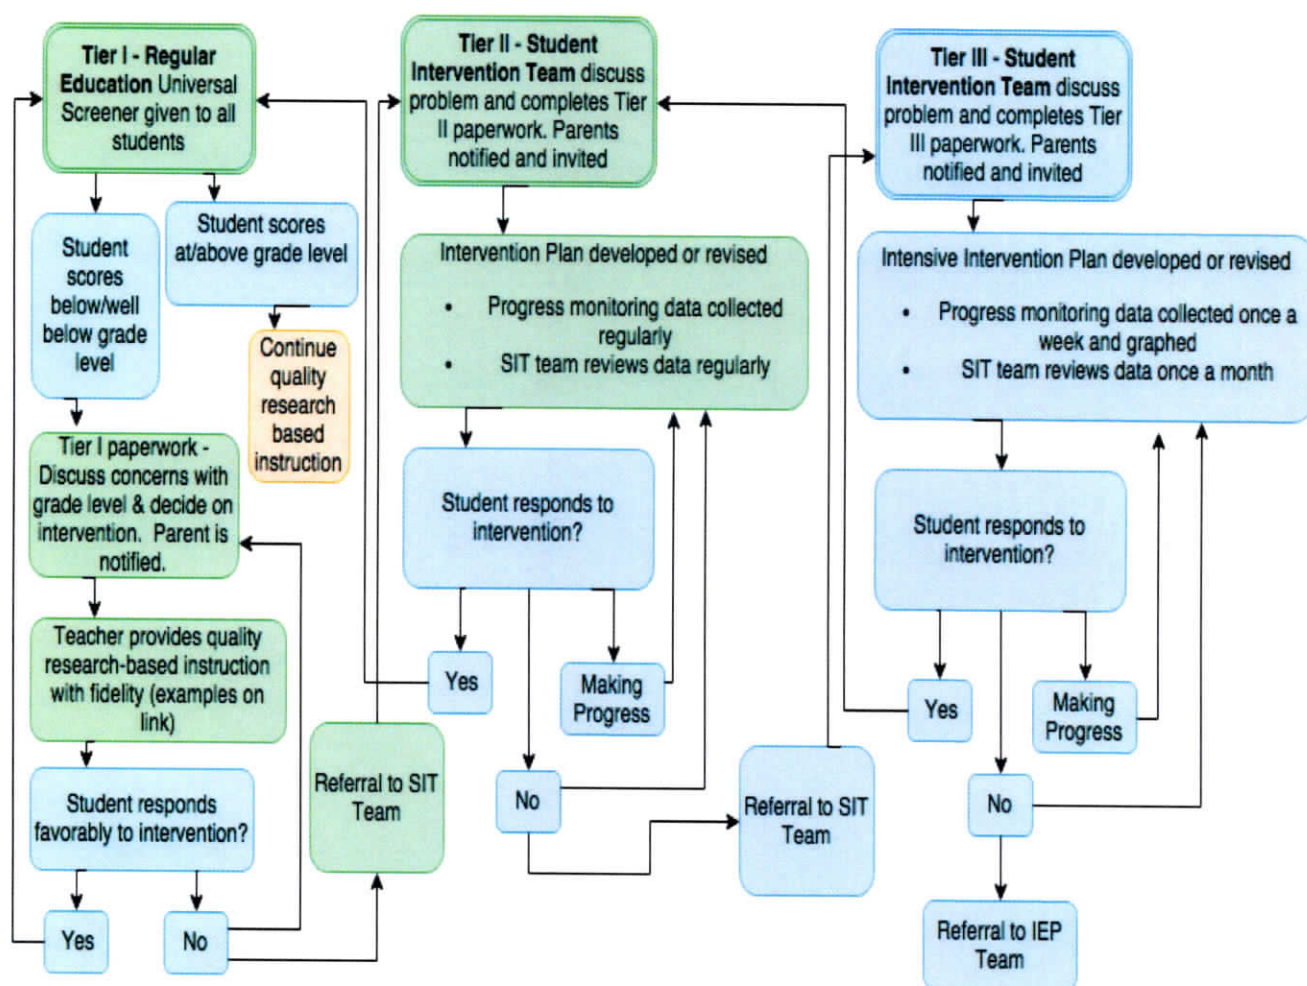 Tier I - Regular
Education Universal
Screener given to all
students
Student
scores
below/well
below grade
level
Student scores
at/above grade level
Continue
quality
research
based
instruction
Tier I paperwork -
Discuss concerns with
grade level & decide on
intervention. Parent is
notified.
Teacher provides quality
research-based instruction
with fidelity (examples on
link)
Student responds
favorably to intervention?
Yes
No
Referral to SIT
Team
Tier II - Student
Intervention Team discuss
problem and completes Tier
II paperwork. Parents
notified and invited
Intervention Plan developed or revised
• Progress monitoring data collected
regularly
• SIT team reviews data regularly
Student responds to
intervention?
Yes
Making
Progress
No
Referral to SIT
Team
Tier III - Student
Intervention Team discuss
problem and completes Tier
III paperwork. Parents
notified and invited
Intensive Intervention Plan developed or revised
• Progress monitoring data collected once a
week and graphed
• SIT team reviews data once a month
Student responds to
intervention?
Yes
Making
Progress
No
Referral to IEP
Team